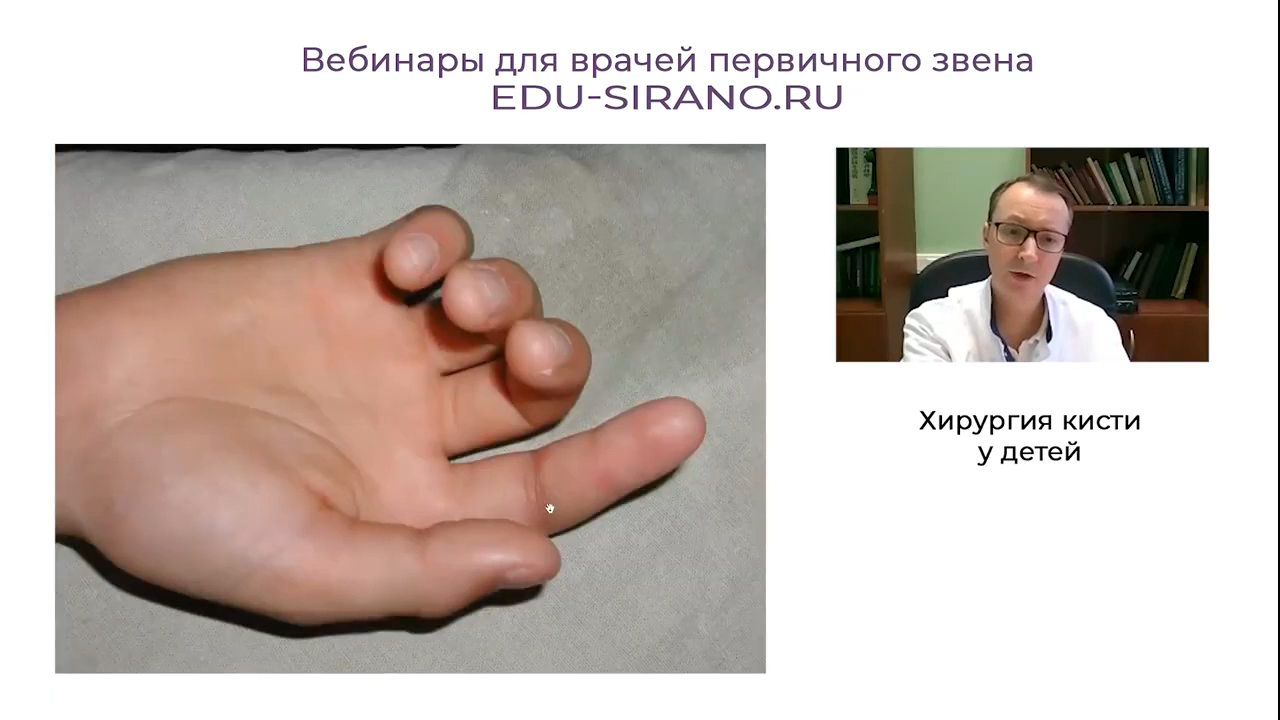 Вебинары для врачей первичного звена
EDU-SIRANO.RU
Хирургия кисти
у детей